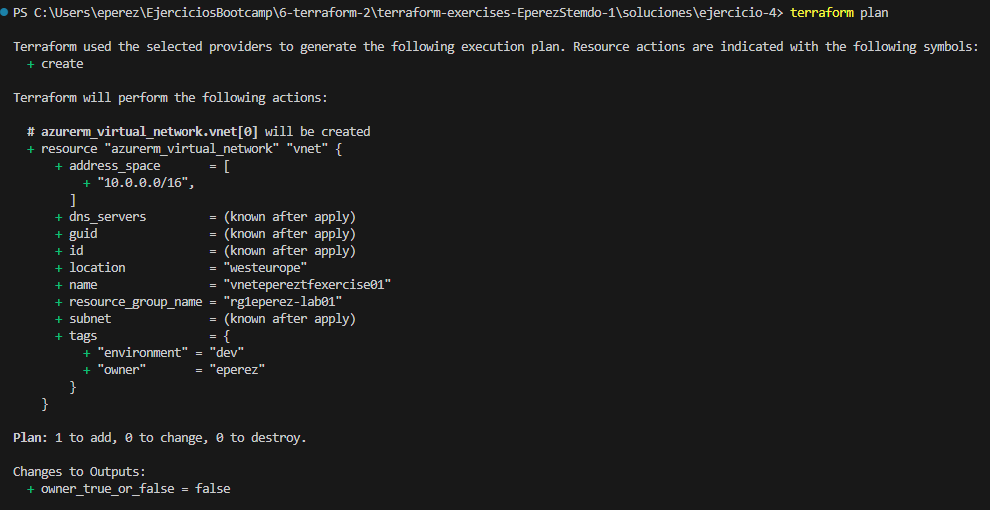 PS C:\Users\eperez\EjerciciosBootcamp\6-terraform-2\terraform-exercises-EperezStemdo-1\soluciones\ejercicio-4> terraform plan
Terraform used the selected providers to generate the following execution plan. Resource actions are indicated with the following symbols:
+ create
Terraform will perform the following actions:
# azurerm_virtual_network.vnet[0] will be created
+ resource "azurerm_virtual_network" "vnet" {
+ address_space = [
+ "10.0.0.0/16",
]
+ dns_servers = (known after apply)
+ guid = (known after apply)
+ id = (known after apply)
+ location = "westeurope"
+ name = "vnetepereztfexercise01"
+ resource_group_name = "rg1eperez-lab01"
+ subnet = (known after apply)
+ tags = {
+ "environment" = "dev"
+ "owner" = "eperez"
}
}
Plan: 1 to add, 0 to change, 0 to destroy.
Changes to Outputs:
+ owner_true_or_false = false